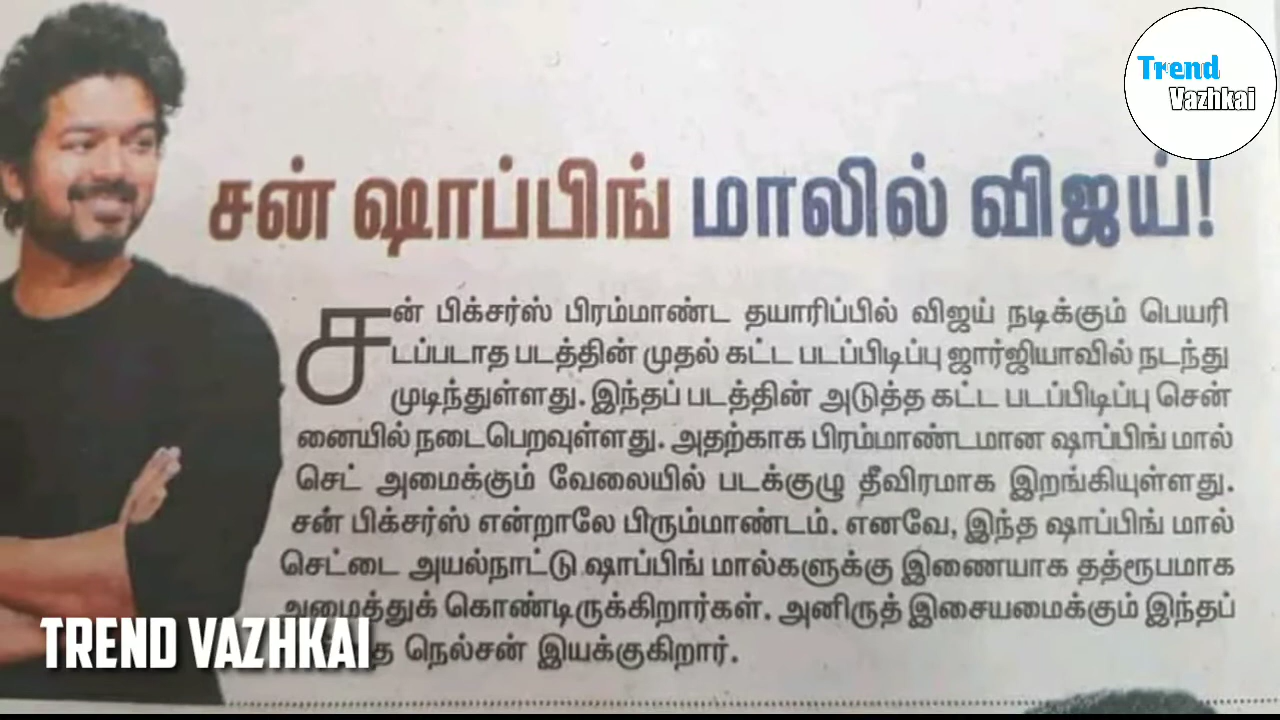 Trend
Vazhkai
சன் ஷாப்பிங் மாலில் விஜய்!
சன் பிக்சர்ஸ் பிரம்மாண்ட தயாரிப்பில் விஜய் நடிக்கும் பெயரி
டப்படாத படத்தின் முதல் கட்ட படப்பிடிப்பு ஜார்ஜியாவில் நடந்து
முடிந்துள்ளது. இந்தப் படத்தின் அடுத்த கட்ட படப்பிடிப்பு சென்
னையில் நடைபெறவுள்ளது. அதற்காக பிரம்மாண்டமான ஷாப்பிங் மால்
செட் அமைக்கும் வேலையில் படக்குழு தீவிரமாக இறங்கியுள்ளது.
சன் பிக்சர்ஸ் என்றாலே பிரும்மாண்டம். எனவே, இந்த ஷாப்பிங் மால்
செட்டை அயல்நாட்டு ஷாப்பிங் மால்களுக்கு இணையாக தத்ரூபமாக
அமைத்துக் கொண்டிருக்கிறார்கள். அனிருத் இசையமைக்கும் இந்தப்
நெல்சன் இயக்குகிறார்.
TREND VAZHKAI